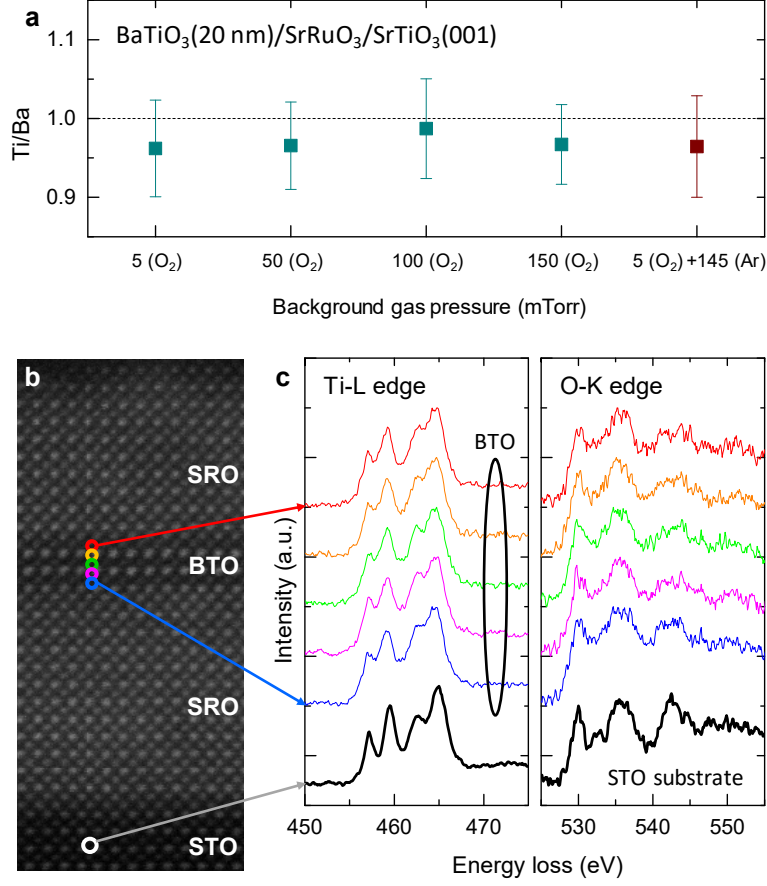 a
BaTiO₃(20 nm)/SrRuO₃/SrTiO₃(001)
1.1
1.0
0.9
Ti/Ba
5 (O₂) 50 (O₂) 100 (O₂) 150 (O₂) 5 (O₂) +145 (Ar)
Background gas pressure (mTorr)
b
SRO
BTO
SRO
STO
c
Ti-L edge
BTO
O-K edge
STO substrate
Intensity (a.u.)
450 460 470 530 540 550
Energy loss (eV)